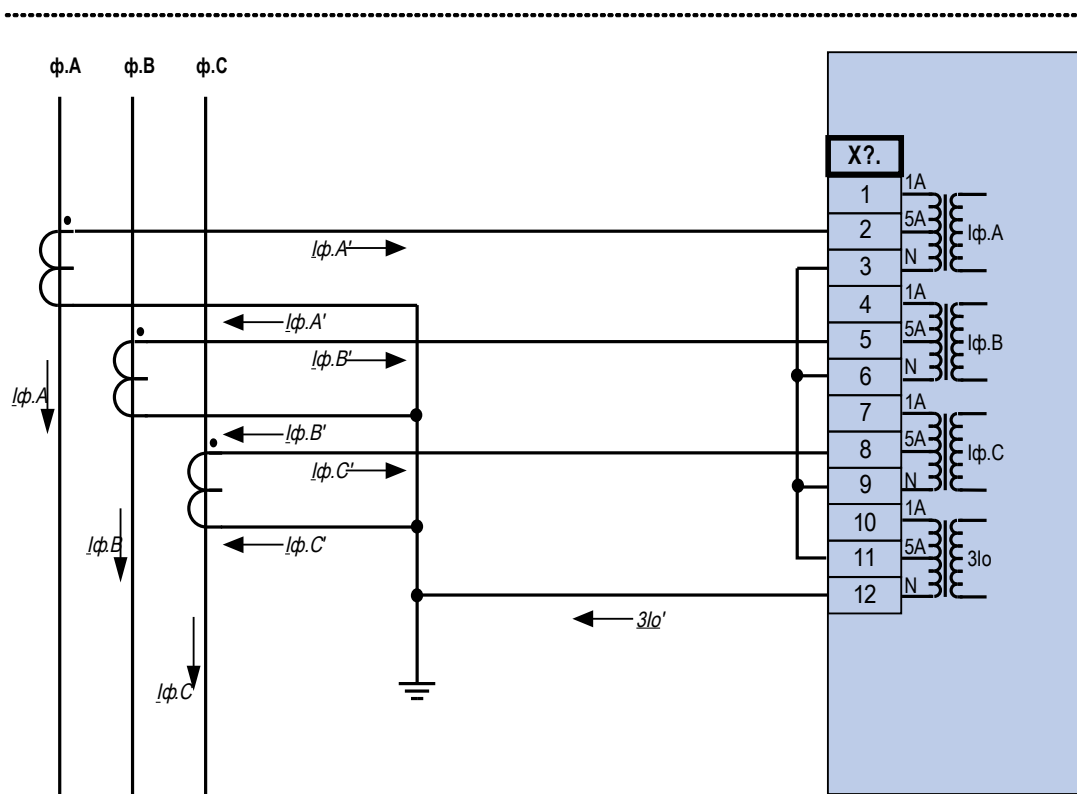 ф.А ф.В ф.С
X?.
1 1A
2 5A Iф.A
3 N
4 1A
5 5A Iф.B
6 N
7 1A
8 5A Iф.C
9 N
10 1A
11 5A 3Io
12 N
Iф.A'
Iф.A'
Iф.B'
Iф.A
Iф.B'
Iф.C'
Iф.B
Iф.C'
3Io'
Iф.C